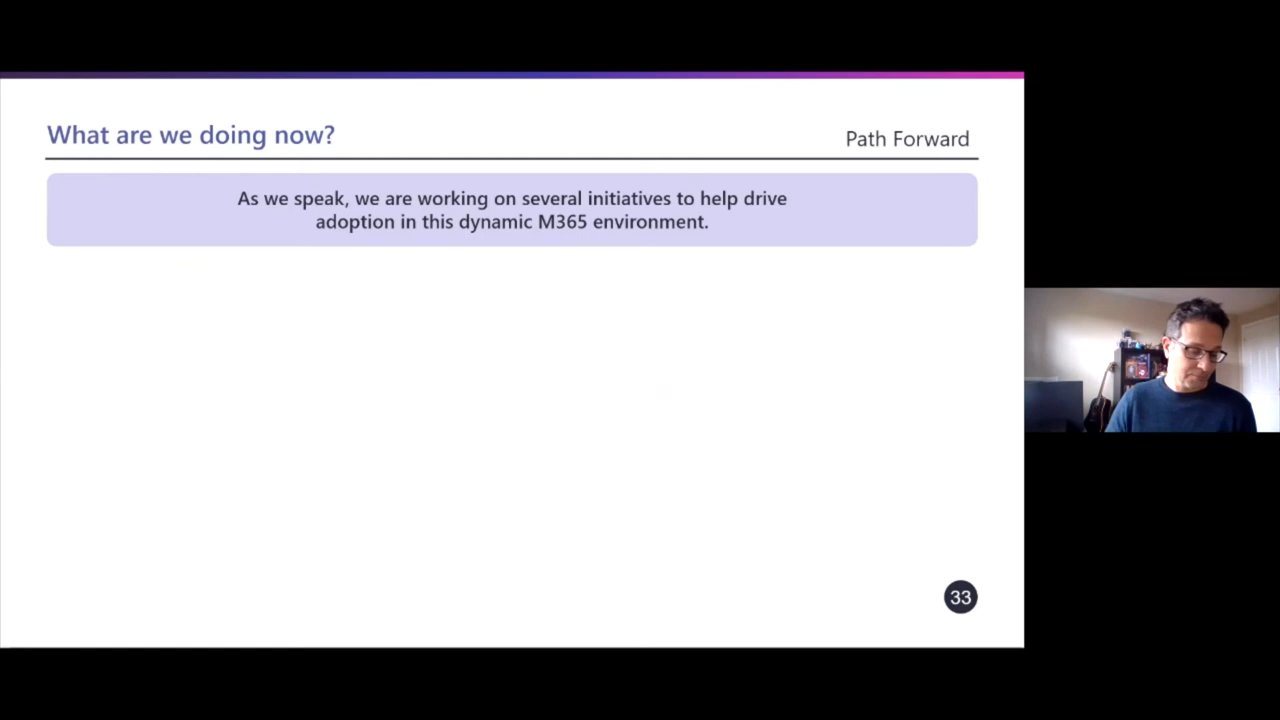 What are we doing now?
Path Forward
As we speak, we are working on several initiatives to help drive
adoption in this dynamic M365 environment.
33